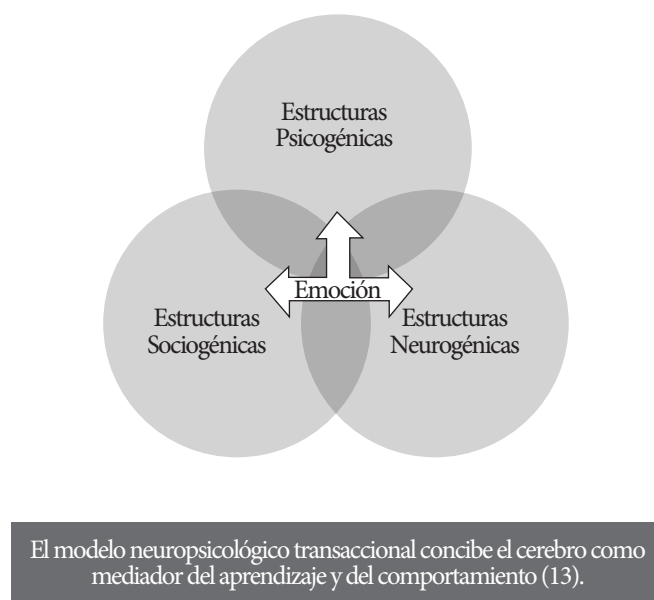 Estructuras
Psicogénicas
Emoción
Estructuras
Sociogénicas
Estructuras
Neurogénicas
El modelo neuropsicológico transaccional concibe el cerebro como
mediador del aprendizaje y del comportamiento (13).